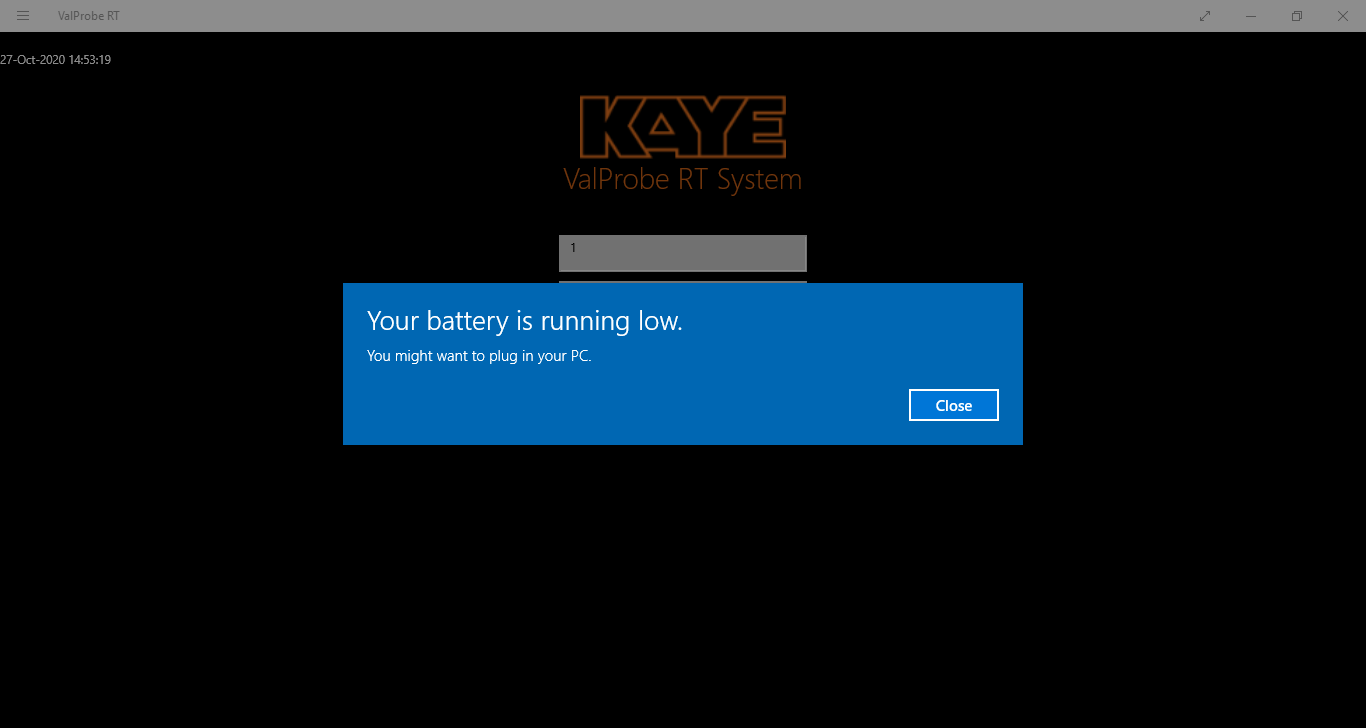 ValProbe RT
27-Oct-2020 14:53:19
KAYE
ValProbe RT System
1
Your battery is running low.
You might want to plug in your PC.
Close